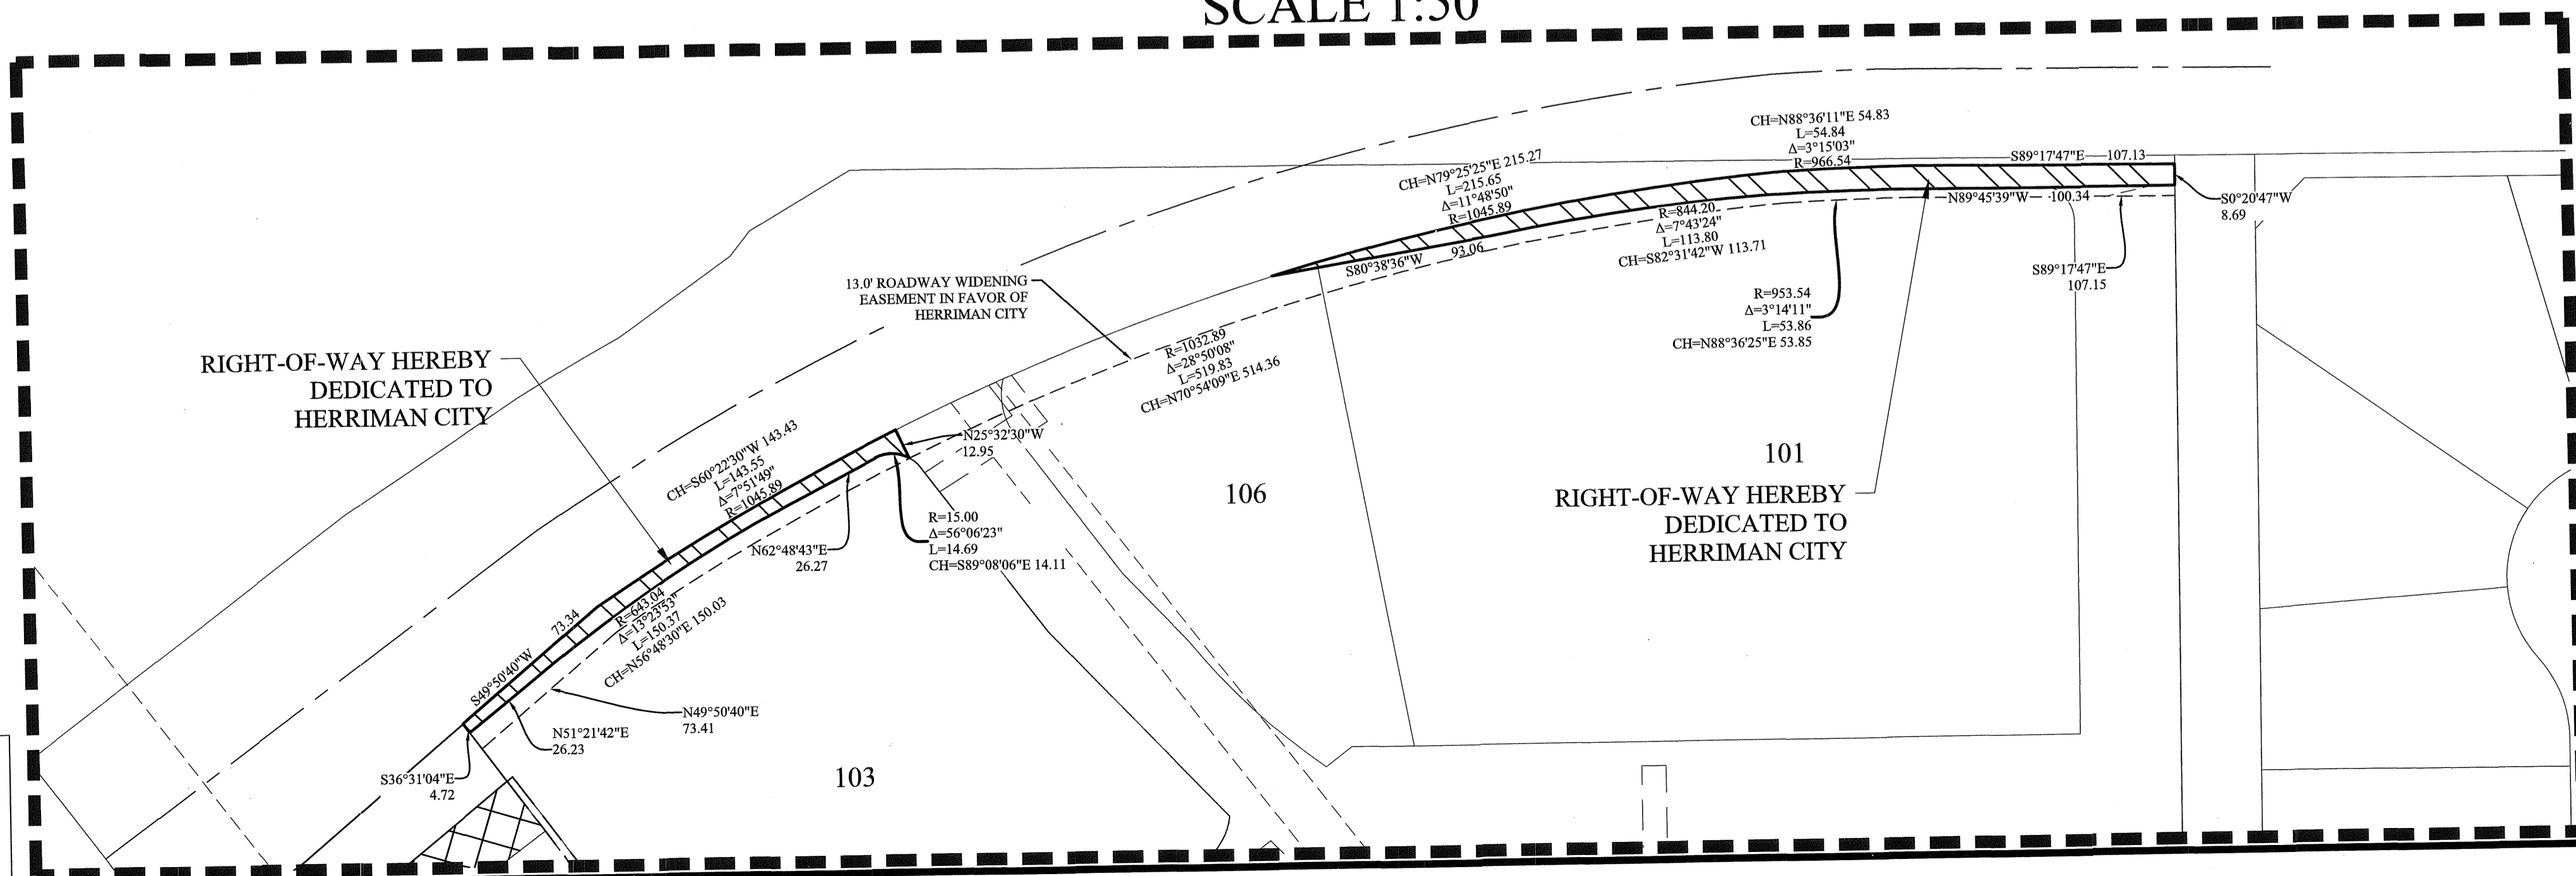 SCALE 1:50
CH=N88°36'11"E 54.83
L=54.84
Δ=3°15'03"
R=966.54
CH=N79°25'25"E 215.27
L=215.65
Δ=11°48'50"
R=1045.89
S89°17'47"E 107.13
N89°45'39"W 100.34
S0°20'47"W
8.69
R=844.20
Δ=7°43'24"
L=113.80
CH=S82°31'42"W 113.71
S80°38'36"W 93.06
S89°17'47"E
107.15
13.0' ROADWAY WIDENING
EASEMENT IN FAVOR OF
HERRIMAN CITY
R=953.54
Δ=3°14'11"
L=53.86
CH=N88°36'25"E 53.85
R=1032.89
Δ=28°50'08"
L=519.83
CH=N70°54'09"E 514.36
RIGHT-OF-WAY HEREBY
DEDICATED TO
HERRIMAN CITY
CH=S60°22'30"W 143.43
L=143.55
Δ=7°51'49"
R=1045.89
N25°32'30"W
12.95
101
106
RIGHT-OF-WAY HEREBY
DEDICATED TO
HERRIMAN CITY
R=15.00
Δ=56°06'23"
L=14.69
CH=S89°08'06"E 14.11
N62°48'43"E
26.27
R=643.04
Δ=13°23'53"
L=150.37
CH=N56°48'30"E 150.03
S49°50'40"W 73.34
N49°50'40"E
73.41
N51°21'42"E
26.23
S36°31'04"E
4.72
103